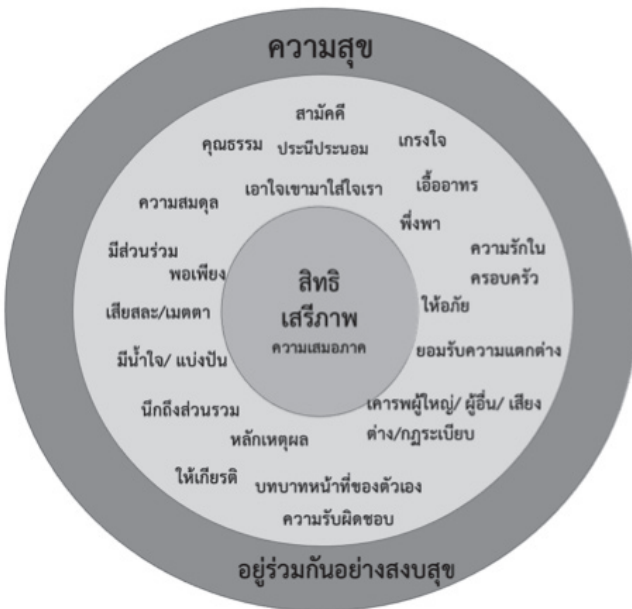 ความสุข
สามัคคี
คุณธรรม
ประนีประนอม
เกรงใจ
เอาใจเขามาใส่ใจเรา
เอื้ออาทร
ความสมดุล
พึ่งพา
มีส่วนร่วม
ความรักใน
ครอบครัว
พอเพียง
สิทธิ
เสรีภาพ
ความเสมอภาค
เสียสละ/เมตตา
ให้อภัย
มีน้ำใจ/ แบ่งปัน
ยอมรับความแตกต่าง
นึกถึงส่วนรวม
เคารพผู้ใหญ่/ ผู้อื่น/ เสียง
ต่าง/กฎระเบียบ
หลักเหตุผล
ให้เกียรติ
บทบาทหน้าที่ของตัวเอง
ความรับผิดชอบ
อยู่ร่วมกันอย่างสงบสุข